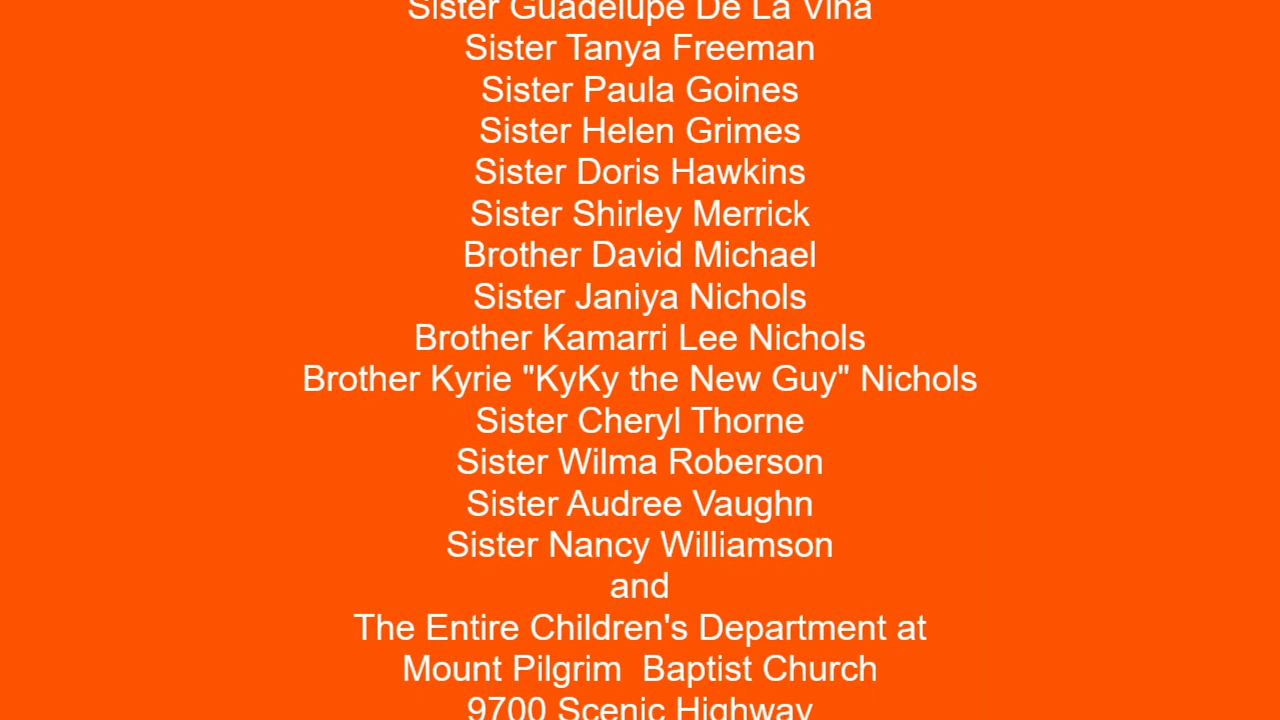 Sister Guadelupe De La Vina
Sister Tanya Freeman
Sister Paula Goines
Sister Helen Grimes
Sister Doris Hawkins
Sister Shirley Merrick
Brother David Michael
Sister Janiya Nichols
Brother Kamarri Lee Nichols
Brother Kyrie "KyKy the New Guy" Nichols
Sister Cheryl Thorne
Sister Wilma Roberson
Sister Audree Vaughn
Sister Nancy Williamson
and
The Entire Children's Department at
Mount Pilgrim  Baptist Church
9700 Scenic Highway